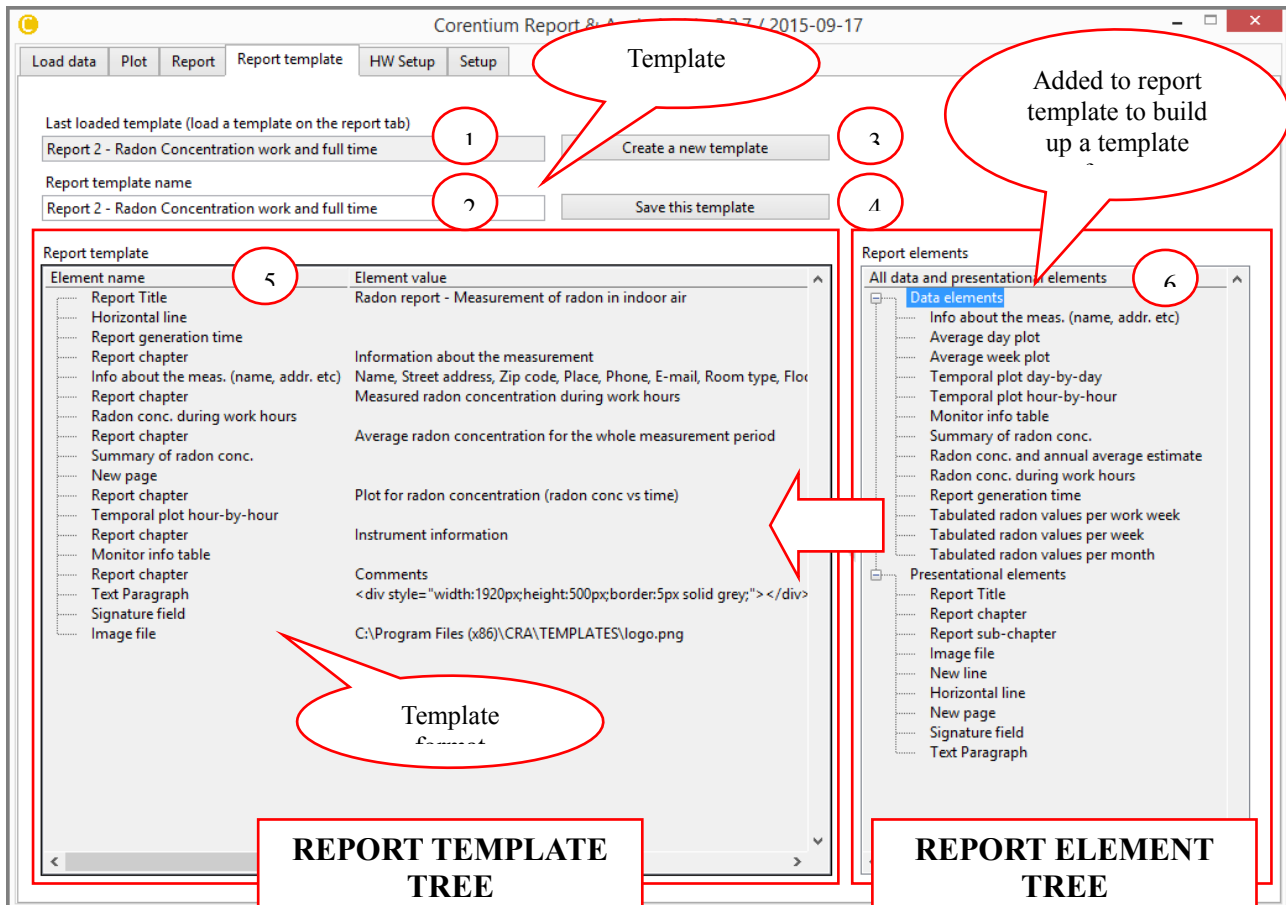 Corentium Report & 2015-09-17
Load data Plot Report Report template HW Setup Setup
Template
Added to report
template to build
up a template
Last loaded template (load a template on the report tab)
1
3
Report 2 - Radon Concentration work and full time
Create a new template
Report template name
2
4
Report 2 - Radon Concentration work and full time
Save this template
Report template
5
Element name Element value
Report Title Radon report - Measurement of radon in indoor air
Horizontal line
Report generation time
Report chapter Information about the measurement
Info about the meas. (name, addr. etc) Name, Street address, Zip code, Place, Phone, E-mail, Room type, Floo
Report chapter Measured radon concentration during work hours
Radon conc. during work hours
Report chapter Average radon concentration for the whole measurement period
Summary of radon conc.
New page
Report chapter Plot for radon concentration (radon conc vs time)
Temporal plot hour-by-hour
Report chapter Instrument information
Monitor info table
Report chapter Comments
Text Paragraph <div style="width:1920px;height:500px;border:5px solid grey;"></div>
Signature field
Image file C:\Program Files (x86)\CRA\TEMPLATES\logo.png
Template
format
REPORT TEMPLATE
TREE
Report elements
All data and presentational elements
6
Data elements
Info about the meas. (name, addr. etc)
Average day plot
Average week plot
Temporal plot day-by-day
Temporal plot hour-by-hour
Monitor info table
Summary of radon conc.
Radon conc. and annual average estimate
Radon conc. during work hours
Report generation time
Tabulated radon values per work week
Tabulated radon values per week
Tabulated radon values per month
Presentational elements
Report Title
Report chapter
Report sub-chapter
Image file
New line
Horizontal line
New page
Signature field
Text Paragraph
REPORT ELEMENT
TREE